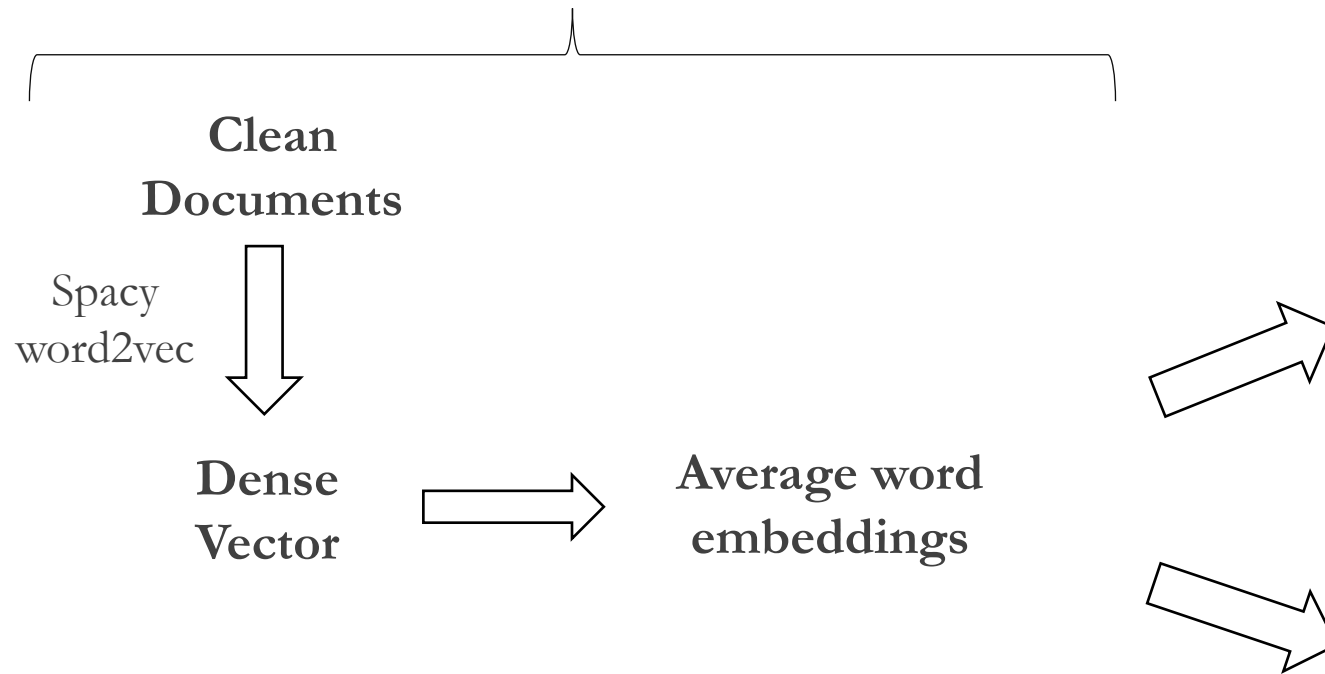 Clean
Documents
Spacy
word2vec
Dense
Vector
Average word
embeddings